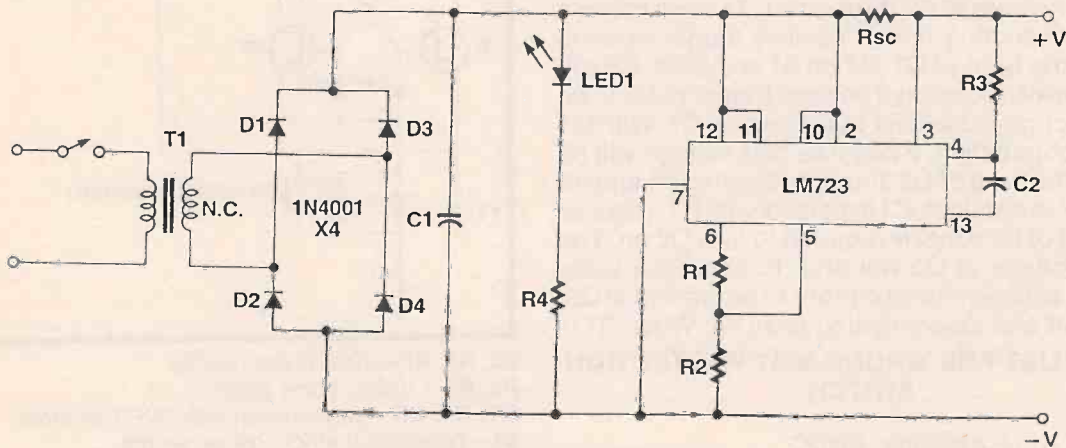 Rsc
+V
LED1
R3
D1
D3
T1
12
11
10
2
3
4
C2
N.C.
1N4001
X4
C1
7
LM723
13
6
5
D2
D4
R4
R1
R2
−V